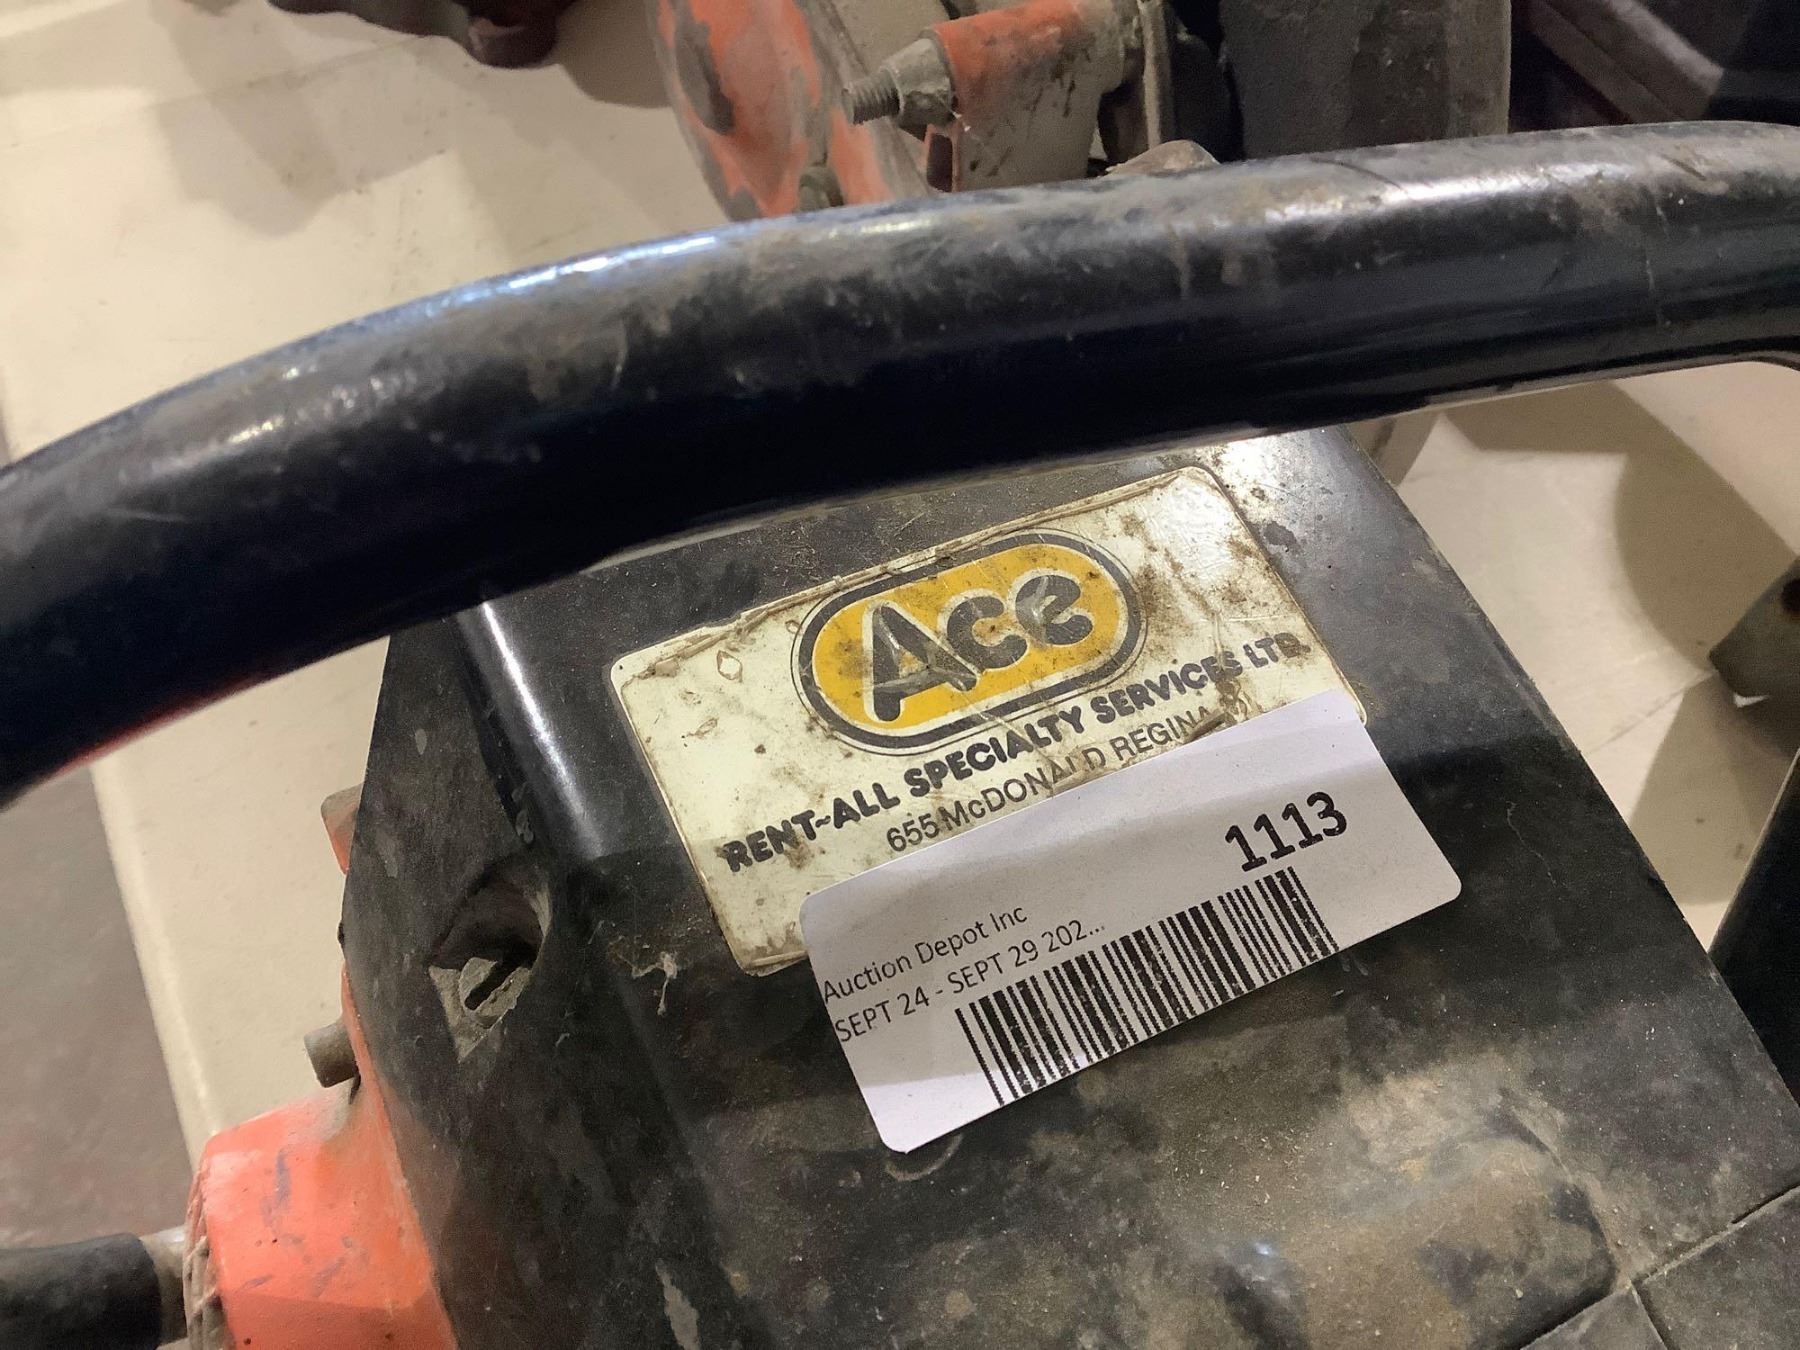 Ace
RENT~ALL SPECIALTY SERVICES LTD.
655 McDONALD REGINA
1113
Auction Depot Inc
SEPT 24 - SEPT 29 202...